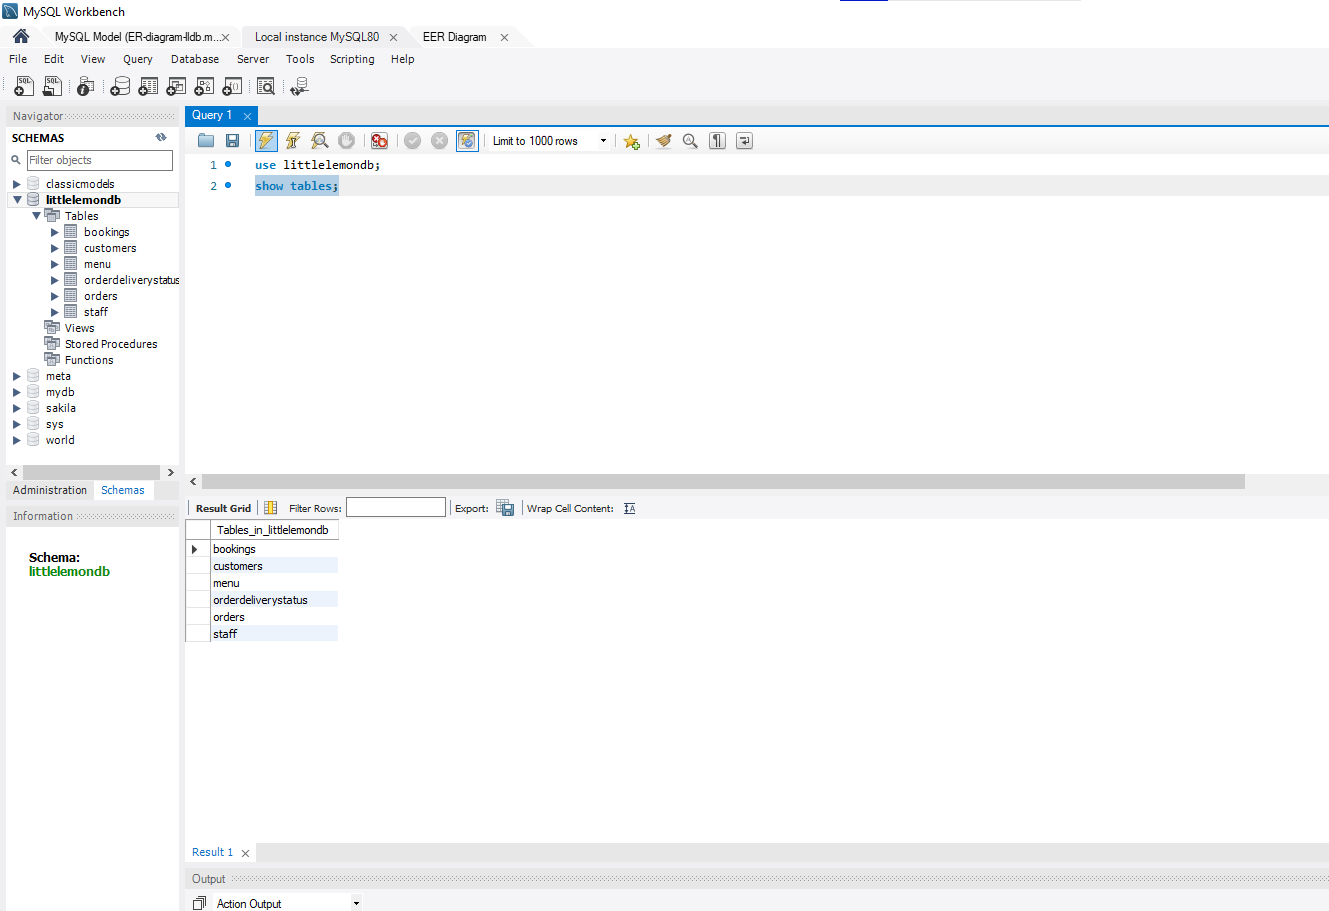 MySQL Workbench
MySQL Model (ER-diagram-lldb.m...
Local instance MySQL80
EER Diagram
File Edit View Query Database Server Tools Scripting Help
Navigator
SCHEMAS
Filter objects
classicmodels
littlelemondb
Tables
bookings
customers
menu
orderdeliverystatus
orders
staff
Views
Stored Procedures
Functions
meta
mydb
sakila
sys
world
Administration Schemas
Information
Schema:
littlelemondb
Query 1
Limit to 1000 rows
1 use littlelemondb;
2 show tables;
Result Grid Filter Rows: Export: Wrap Cell Content:
Tables_in_littlelemondb
bookings
customers
menu
orderdeliverystatus
orders
staff
Result 1
Output
Action Output